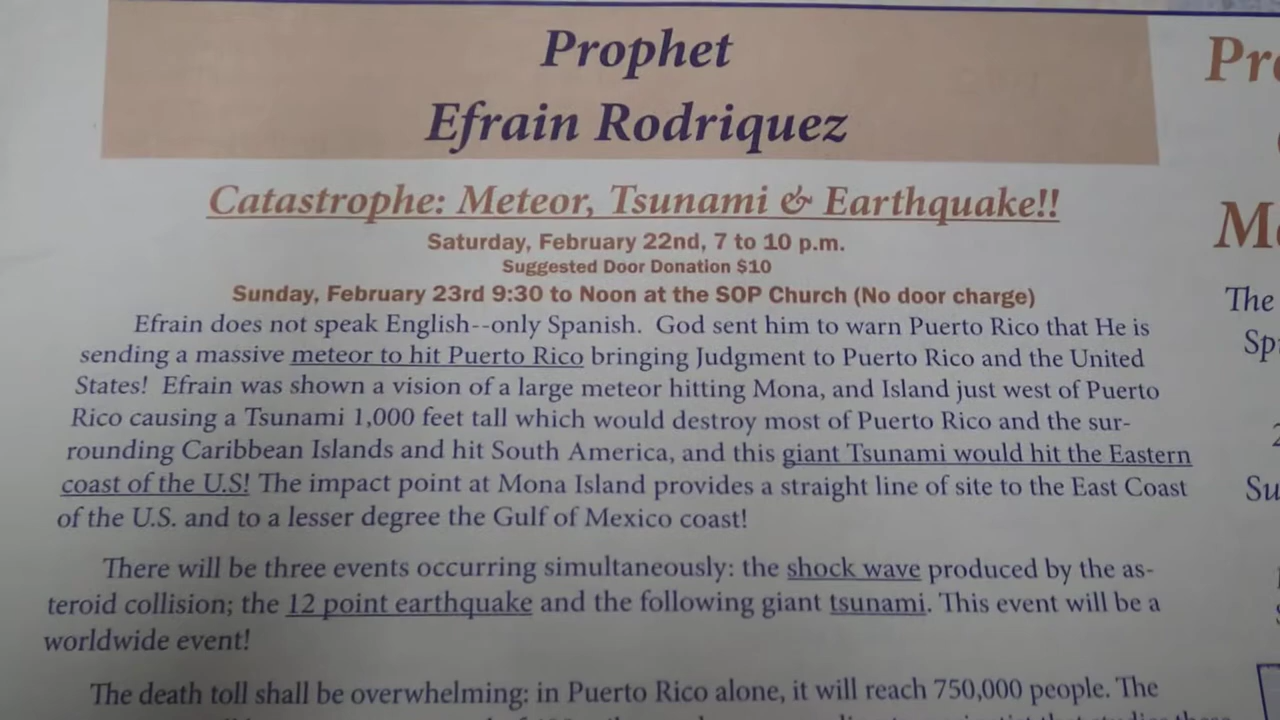 Prophet
Efrain Rodriquez
Catastrophe: Meteor, Tsunami & Earthquake!!
Saturday, February 22nd, 7 to 10 p.m.
Suggested Door Donation $10
Sunday, February 23rd 9:30 to Noon at the SOP Church (No door charge)
Efrain does not speak English--only Spanish. God sent him to warn Puerto Rico that He is
sending a massive meteor to hit Puerto Rico bringing Judgment to Puerto Rico and the United
States! Efrain was shown a vision of a large meteor hitting Mona, and Island just west of Puerto
Rico causing a Tsunami 1,000 feet tall which would destroy most of Puerto Rico and the sur-
rounding Caribbean Islands and hit South America, and this giant Tsunami would hit the Eastern
coast of the U.S! The impact point at Mona Island provides a straight line of site to the East Coast
of the U.S. and to a lesser degree the Gulf of Mexico coast!
There will be three events occurring simultaneously: the shock wave produced by the as-
teroid collision; the 12 point earthquake and the following giant tsunami. This event will be a
worldwide event!
The death toll shall be overwhelming: in Puerto Rico alone, it will reach 750,000 people. The
The